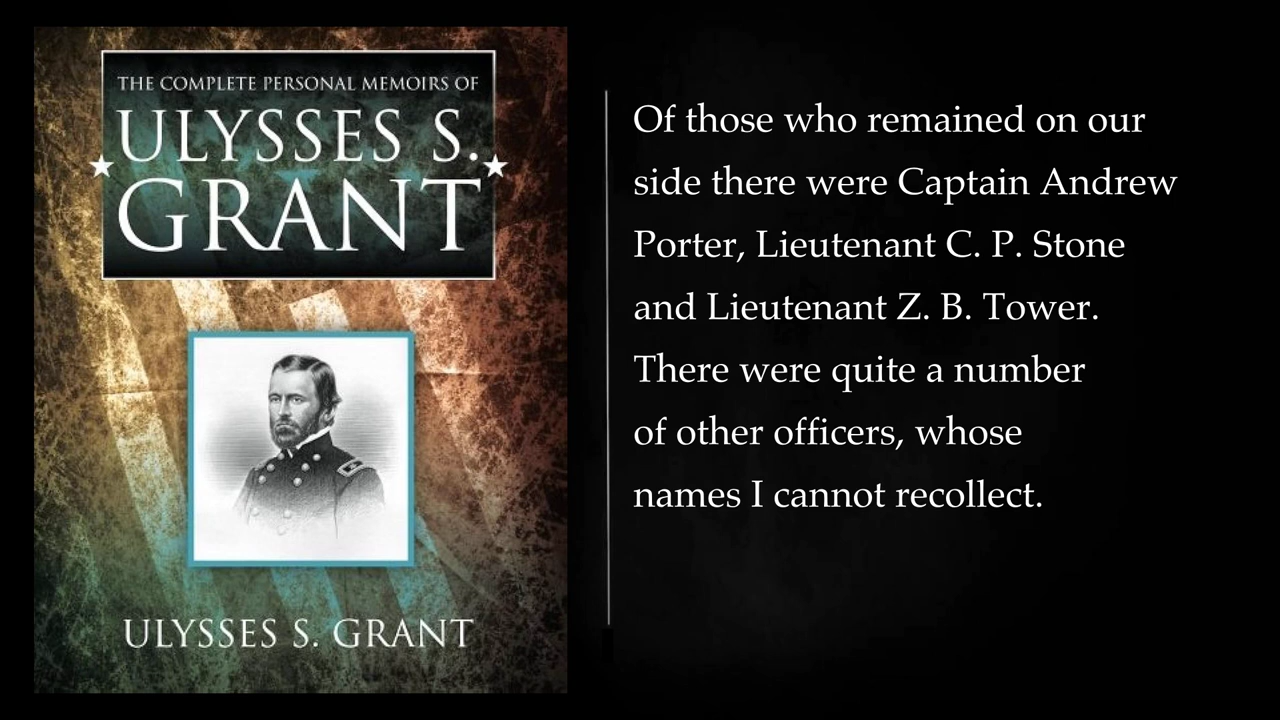 THE COMPLETE PERSONAL MEMOIRS OF
ULYSSES S.
GRANT
ULYSSES S. GRANT
Of those who remained on our
side there were Captain Andrew
Porter, Lieutenant C. P. Stone
and Lieutenant Z. B. Tower.
There were quite a number
of other officers, whose
names I cannot recollect.